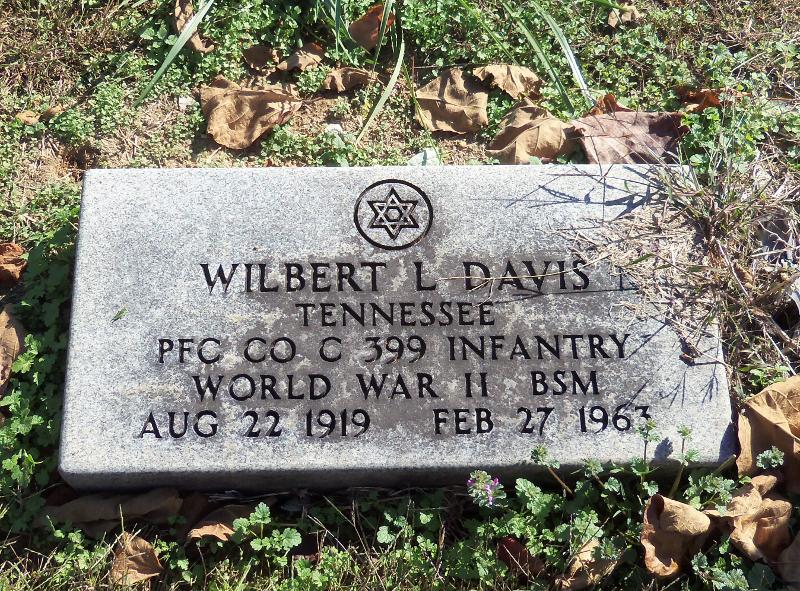 WILBERT L DAVIS
TENNESSEE
PFC CO C 399 INFANTRY
WORLD WAR II BSM
AUG 22 1919 FEB 27 1963